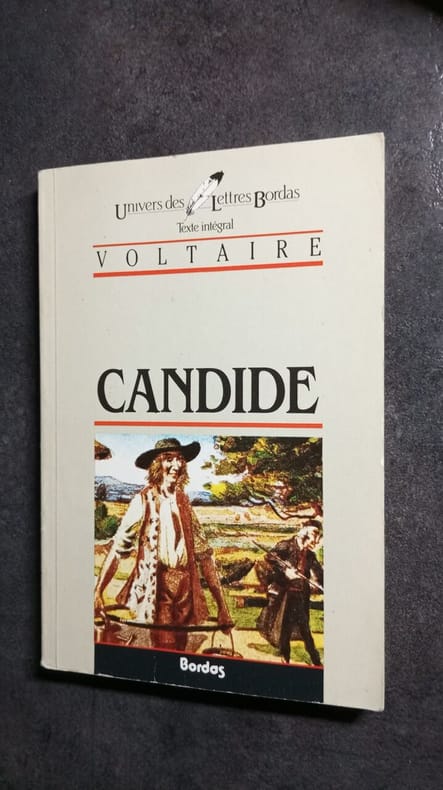 Univers des Lettres Bordas
Texte intégral
VOLTAIRE
CANDIDE
Bordas